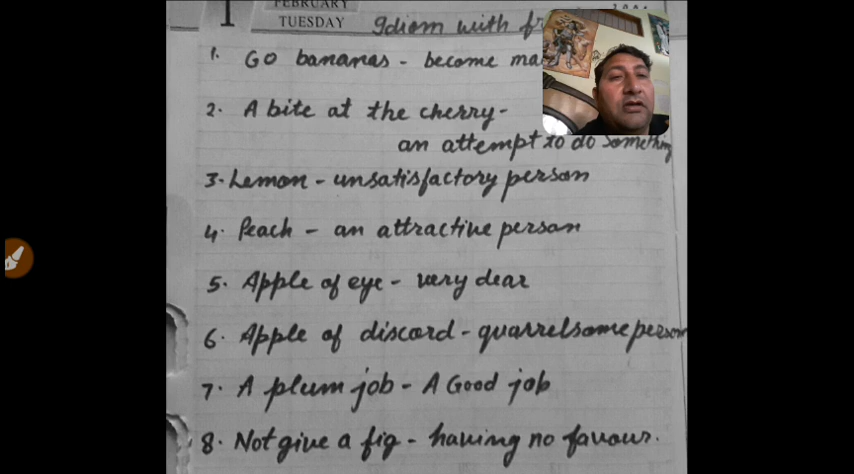 FEBRUARY
TUESDAY
Idiom with
1. Go bananas - become
2. A bite at the cherry -
an attempt to do something
3. Lemon - unsatisfactory person
4. Peach - an attractive person
5. Apple of eye - very dear
6. Apple of discord - quarrelsome person
7. A plum job - A Good job
8. Not give a fig - having no favour.